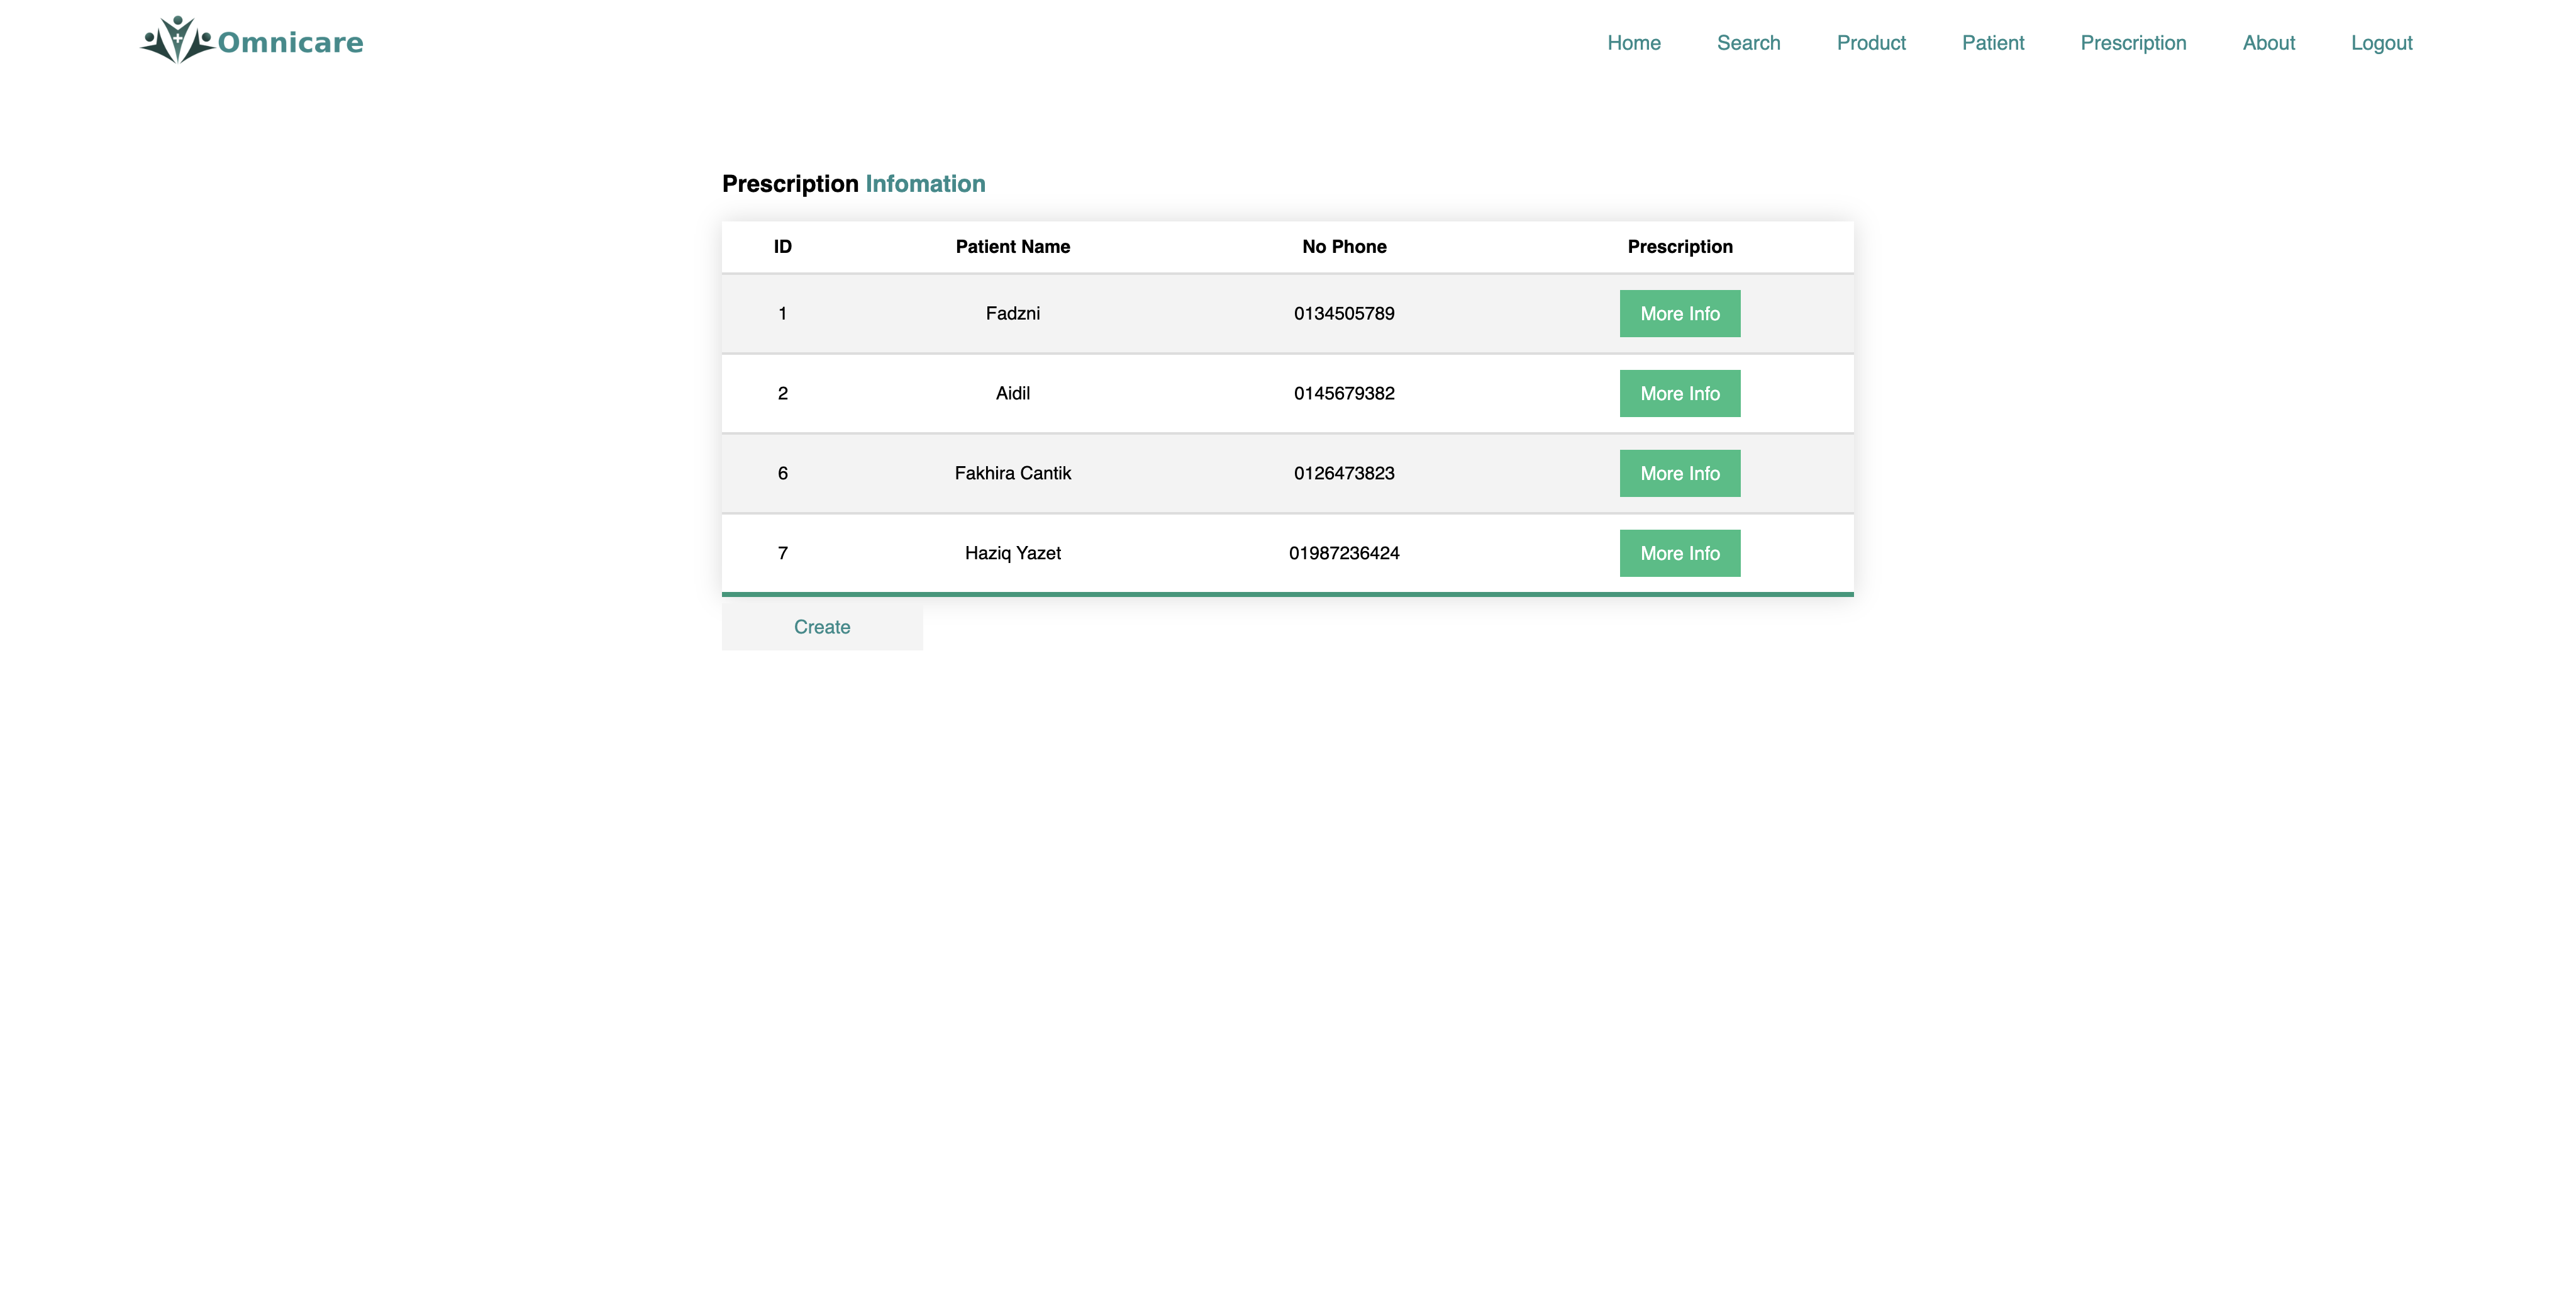 Omnicare
Home Search Product Patient Prescription About Logout
Prescription Infomation
ID Patient Name No Phone Prescription
1 Fadzni 0134505789 More Info
2 Aidil 0145679382 More Info
6 Fakhira Cantik 0126473823 More Info
7 Haziq Yazet 01987236424 More Info
Create